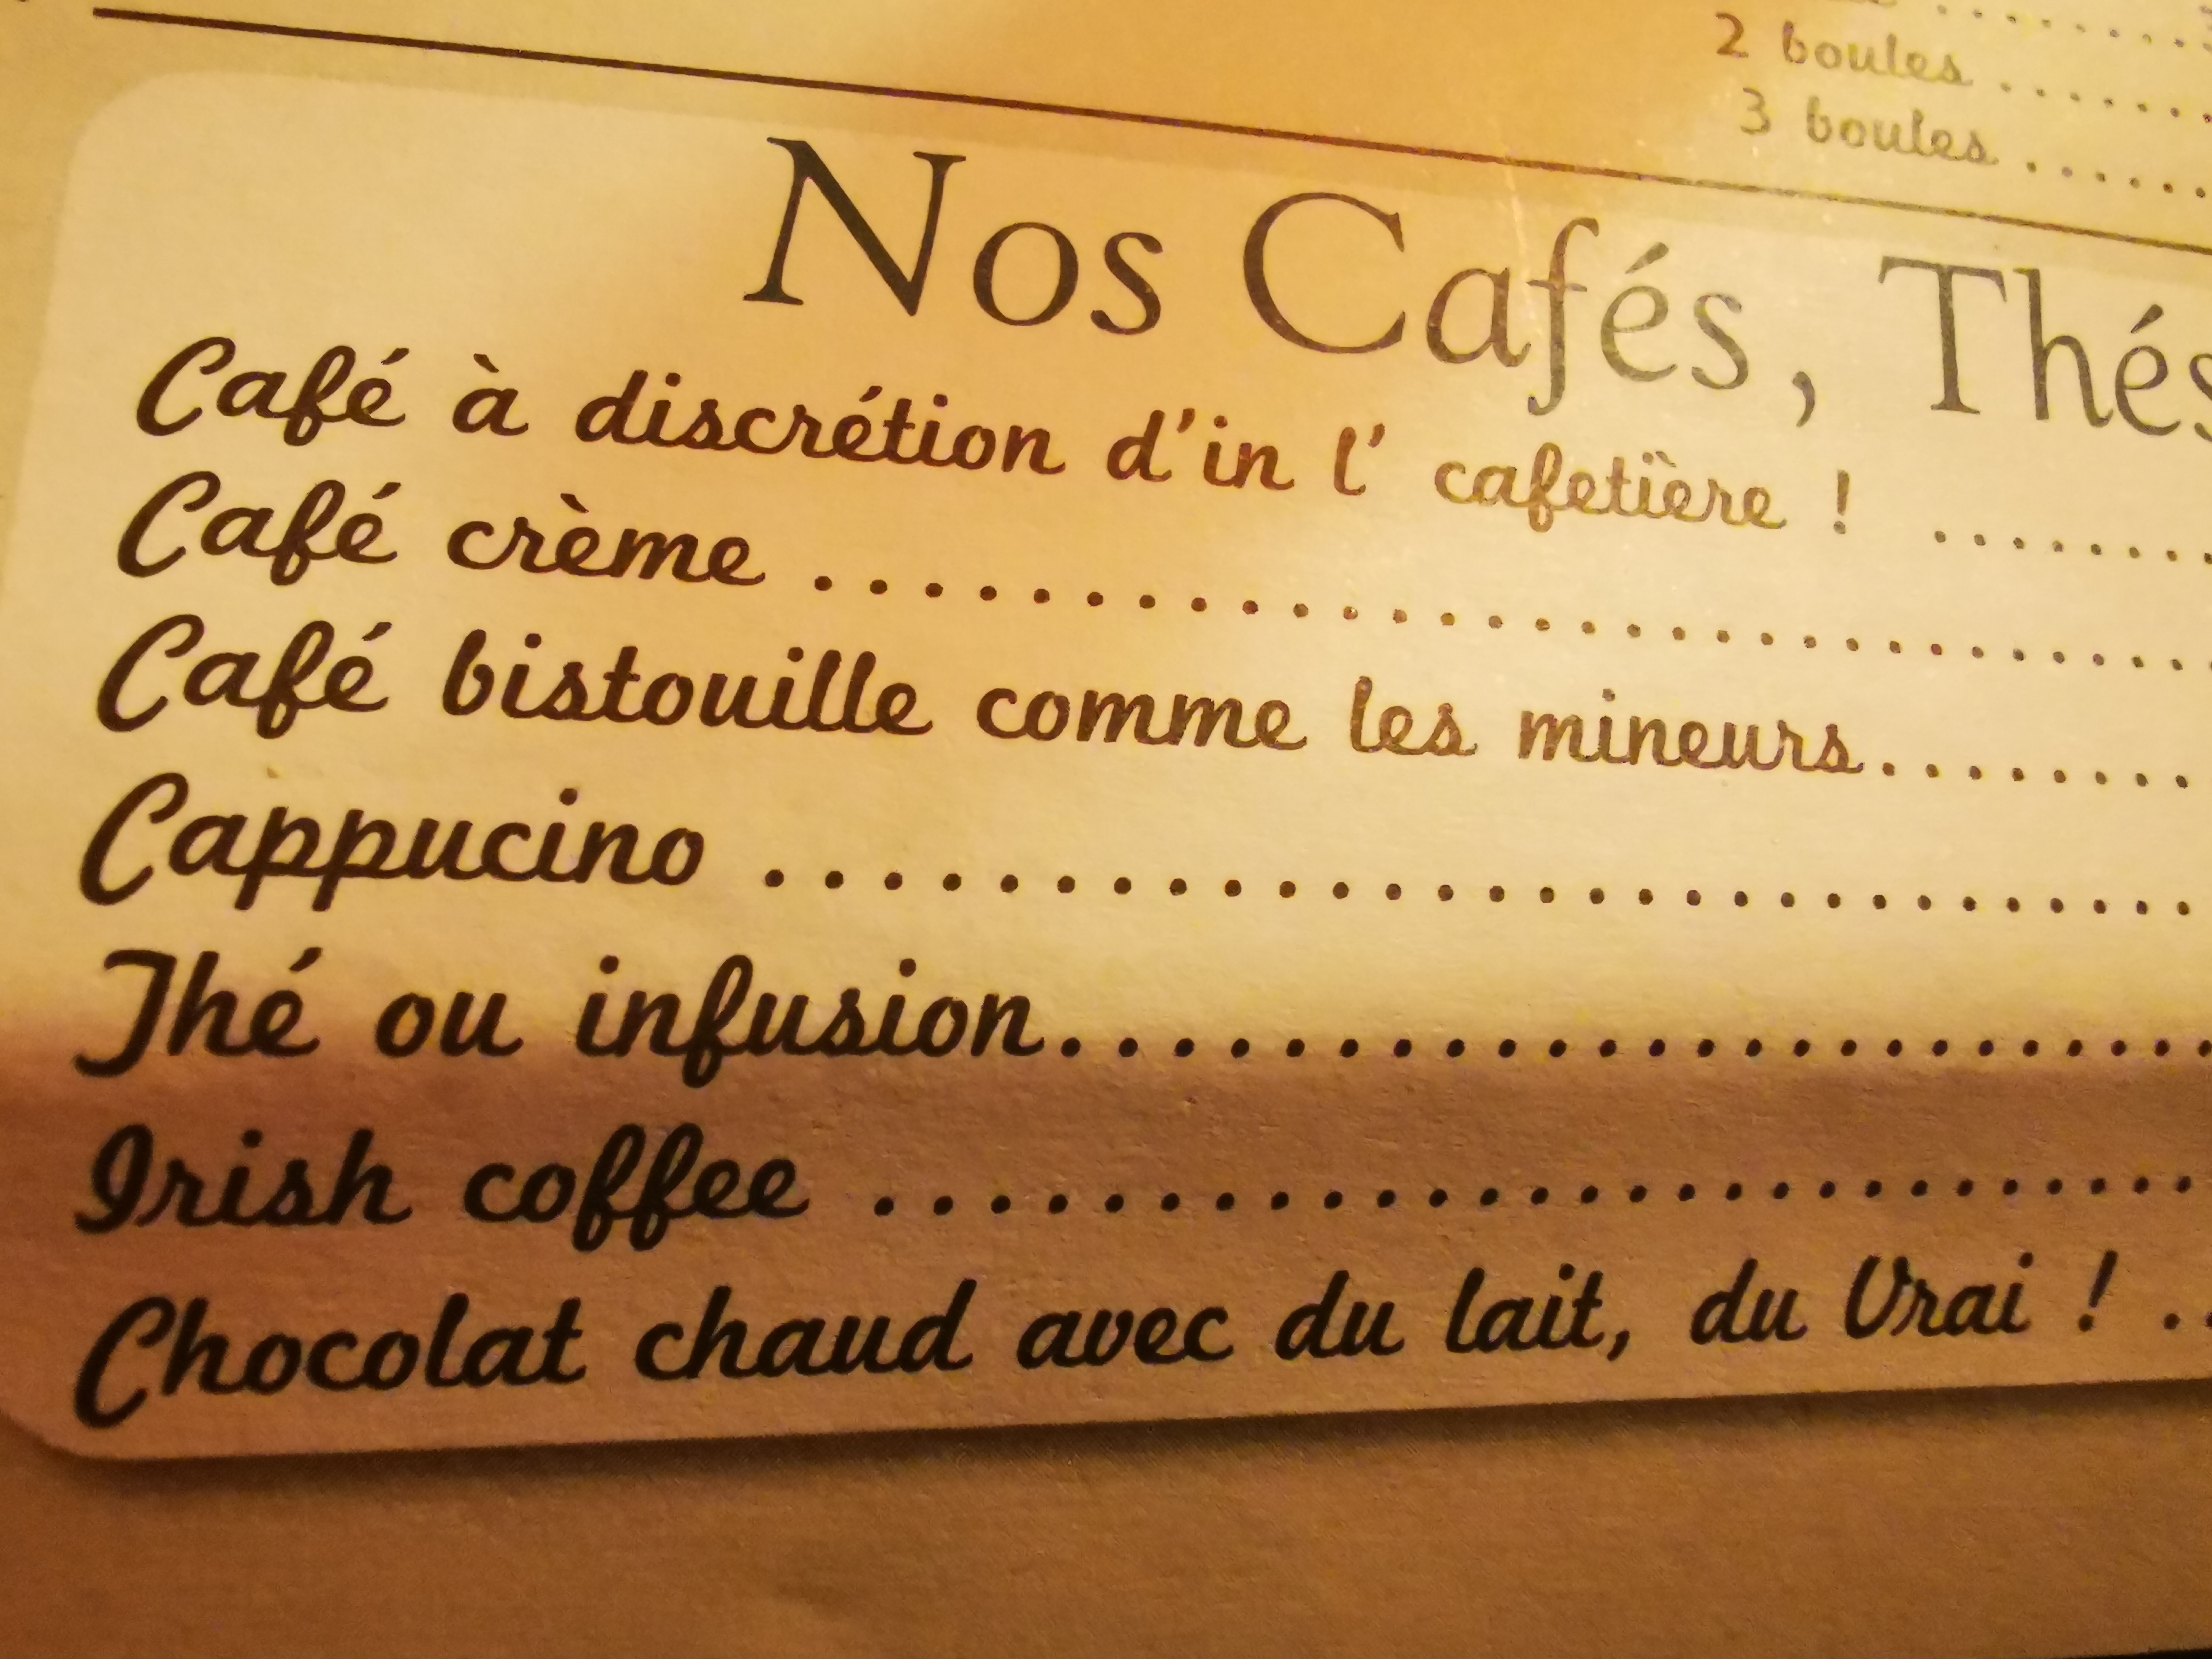 2 boules ......
3 boules ......
Nos Cafés, Thés
Café à discrétion d'in l' cafetière ! ........
Café crème ..............................
Café bistouille comme les mineurs........
Cappucino ..............................
Thé ou infusion..............................
Irish coffee ..............................
Chocolat chaud avec du lait, du Vrai ! ..